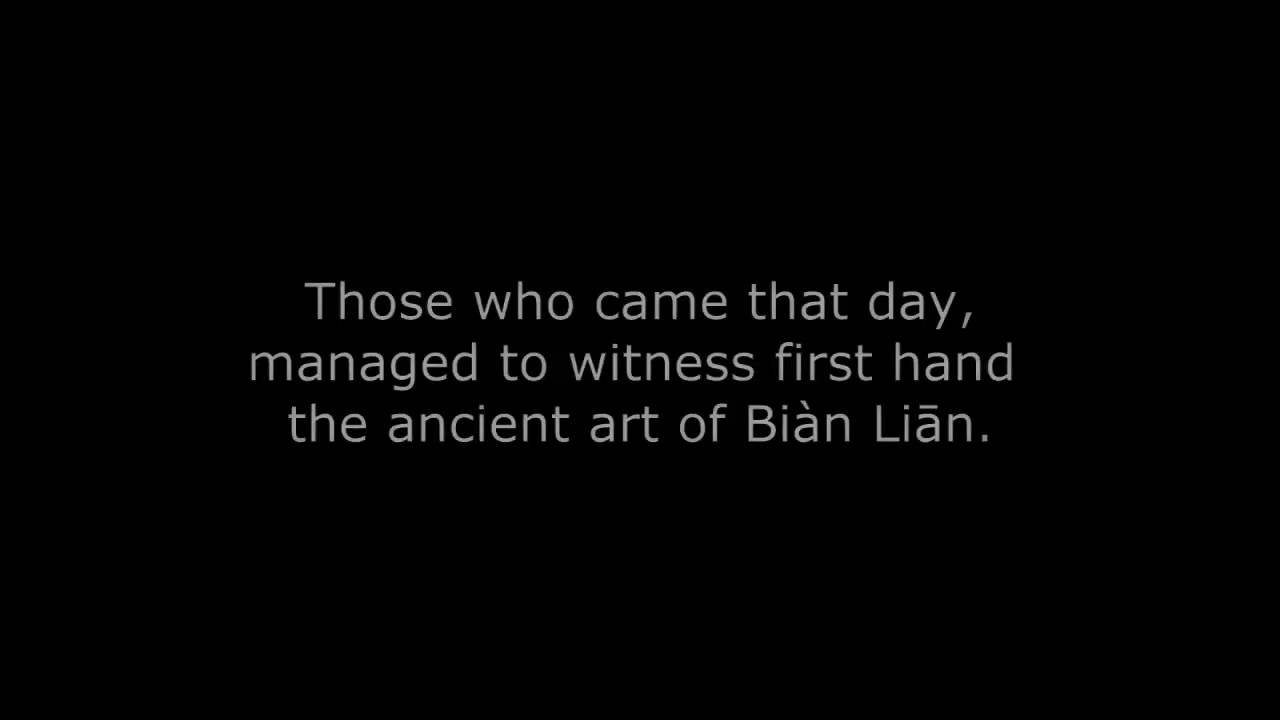 Those who came that day,
managed to witness first hand
the ancient art of Biàn Liān.